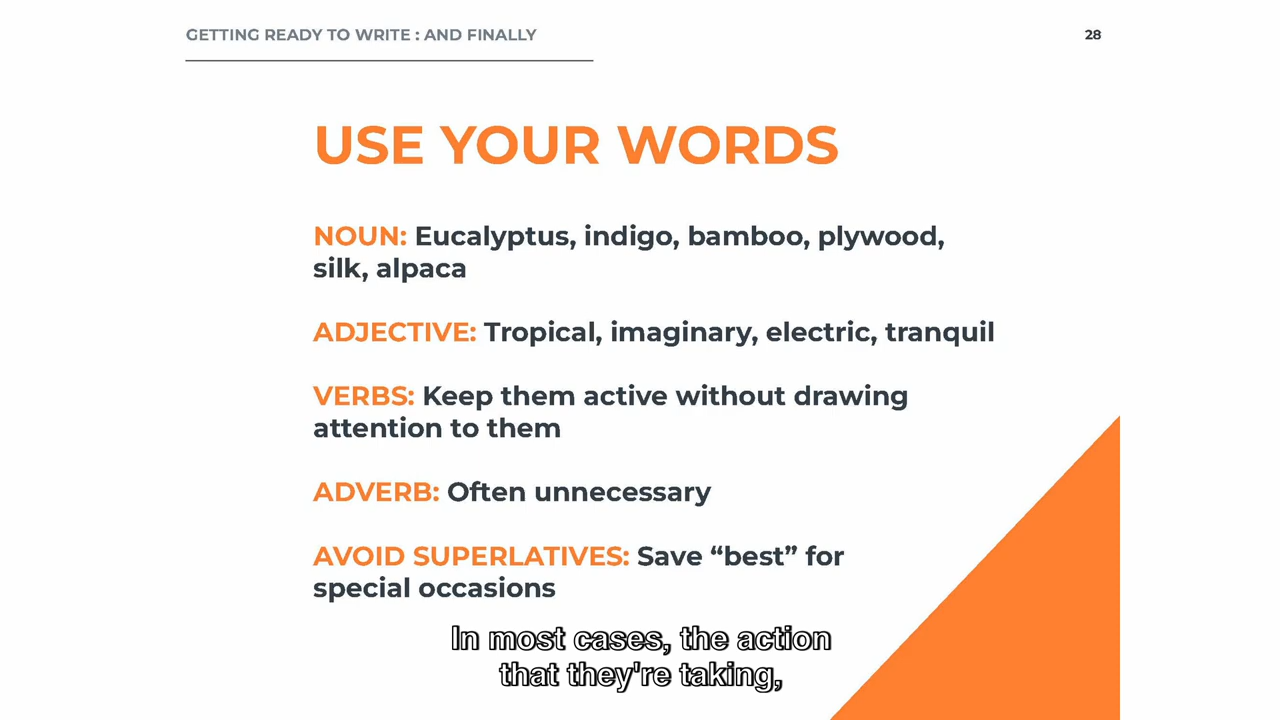 GETTING READY TO WRITE : AND FINALLY
28
USE YOUR WORDS
NOUN: Eucalyptus, indigo, bamboo, plywood,
silk, alpaca
ADJECTIVE: Tropical, imaginary, electric, tranquil
VERBS: Keep them active without drawing
attention to them
ADVERB: Often unnecessary
AVOID SUPERLATIVES: Save “best” for
special occasions
In most cases, the action
that they're taking,